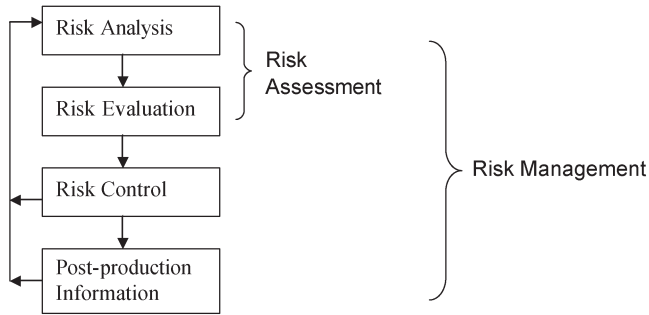 Risk Analysis
Risk
Assessment
Risk Evaluation
Risk Control
Risk Management
Post-production
Information